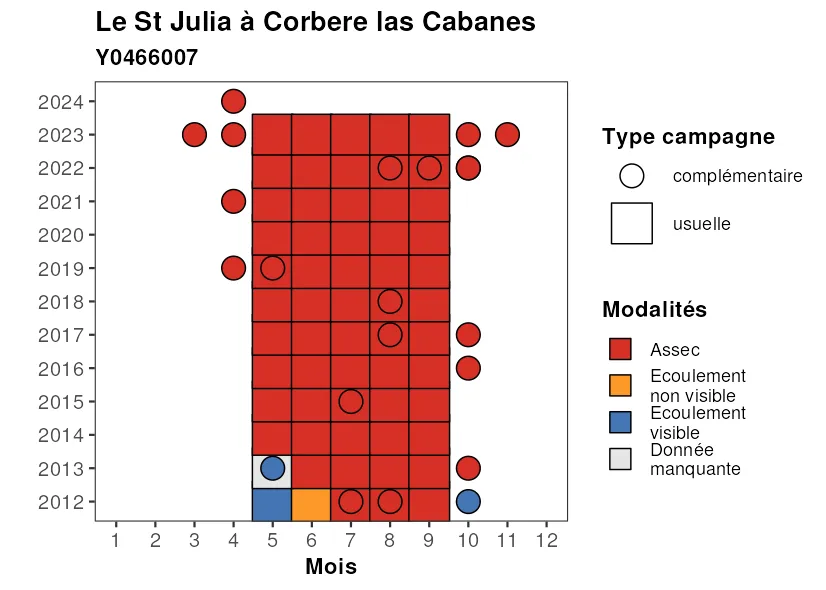 Le St Julia à Corbere las Cabanes
Y0466007
2024
2023
2022
2021
2020
2019
2018
2017
2016
2015
2014
2013
2012
1 2 3 4 5 6 7 8 9 10 11 12
Mois
Type campagne
complémentaire
usuelle
Modalités
Assec
Ecoulement
non visible
Ecoulement
visible
Donnée
manquante